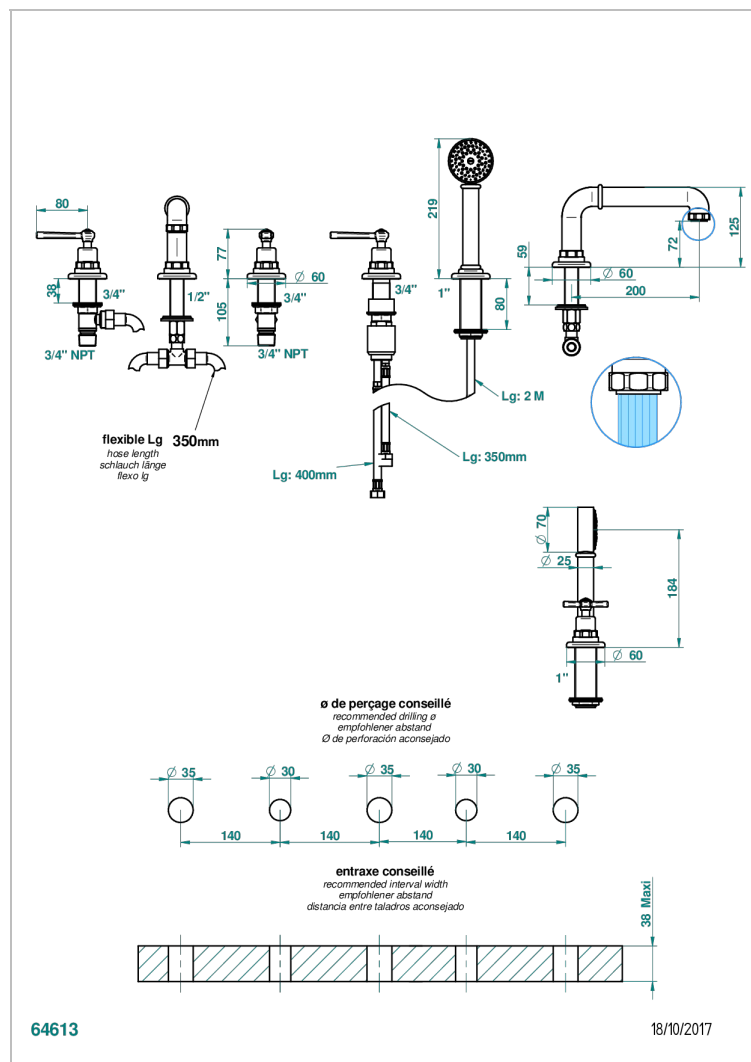 80
77
38
3/4"
1/2"
3/4"
Ø 60
105
3/4" NPT
3/4" NPT
flexible Lg 350mm
hose length
schlauch länge
flexo lg
219
3/4"
1"
80
Lg: 2 M
Lg: 350mm
Lg: 400mm
125
72
59
Ø 60
200
Ø 70
Ø 25
184
Ø 60
1"
ø de perçage conseillé
recommended drilling ø
empfohlener abstand
Ø de perforación aconsejado
Ø 35
Ø 30
Ø 35
Ø 30
Ø 35
140
140
140
140
entraxe conseillé
recommended interval width
empfohlener abstand
distancia entre taladros aconsejado
38 Maxi
64613
18/10/2017